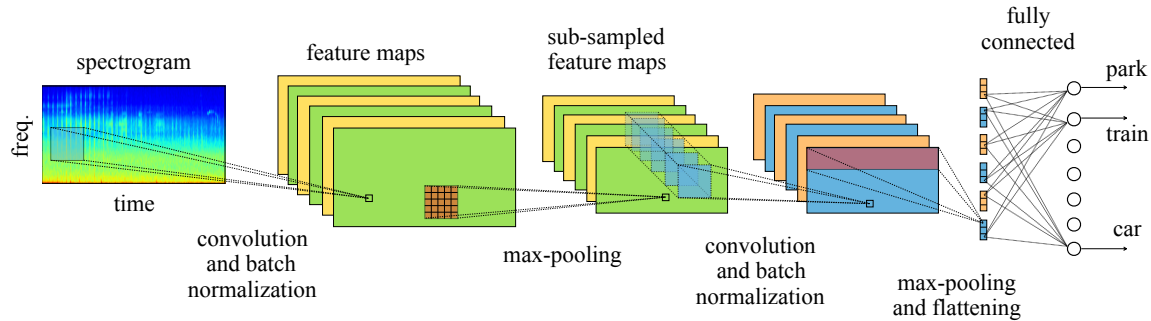 spectrogram
freq.
time
convolution
and batch
normalization
feature maps
max-pooling
sub-sampled
feature maps
convolution
and batch
normalization
max-pooling
and flattening
fully
connected
park
train
car